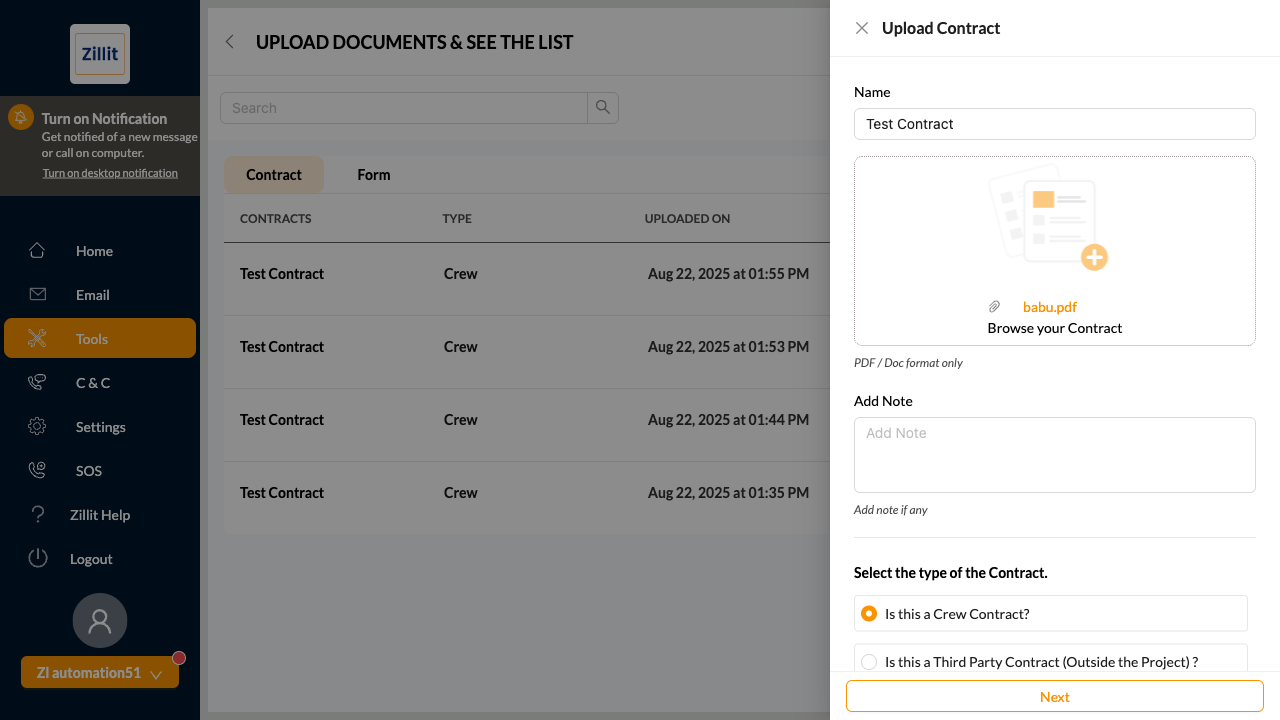 Zillit
Turn on Notification
Get notified of a new message
or call on computer.
Turn on desktop notification
Home
Email
Tools
C & C
Settings
SOS
Zillit Help
Logout
ZI automation51
UPLOAD DOCUMENTS & SEE THE LIST
Search
Contract Form
CONTRACTS TYPE UPLOADED ON
Test Contract Crew Aug 22, 2025 at 01:55 PM
Test Contract Crew Aug 22, 2025 at 01:53 PM
Test Contract Crew Aug 22, 2025 at 01:44 PM
Test Contract Crew Aug 22, 2025 at 01:35 PM
Upload Contract
Name
Test Contract
babu.pdf
Browse your Contract
PDF / Doc format only
Add Note
Add Note
Add note if any
Select the type of the Contract.
Is this a Crew Contract?
Is this a Third Party Contract (Outside the Project) ?
Next